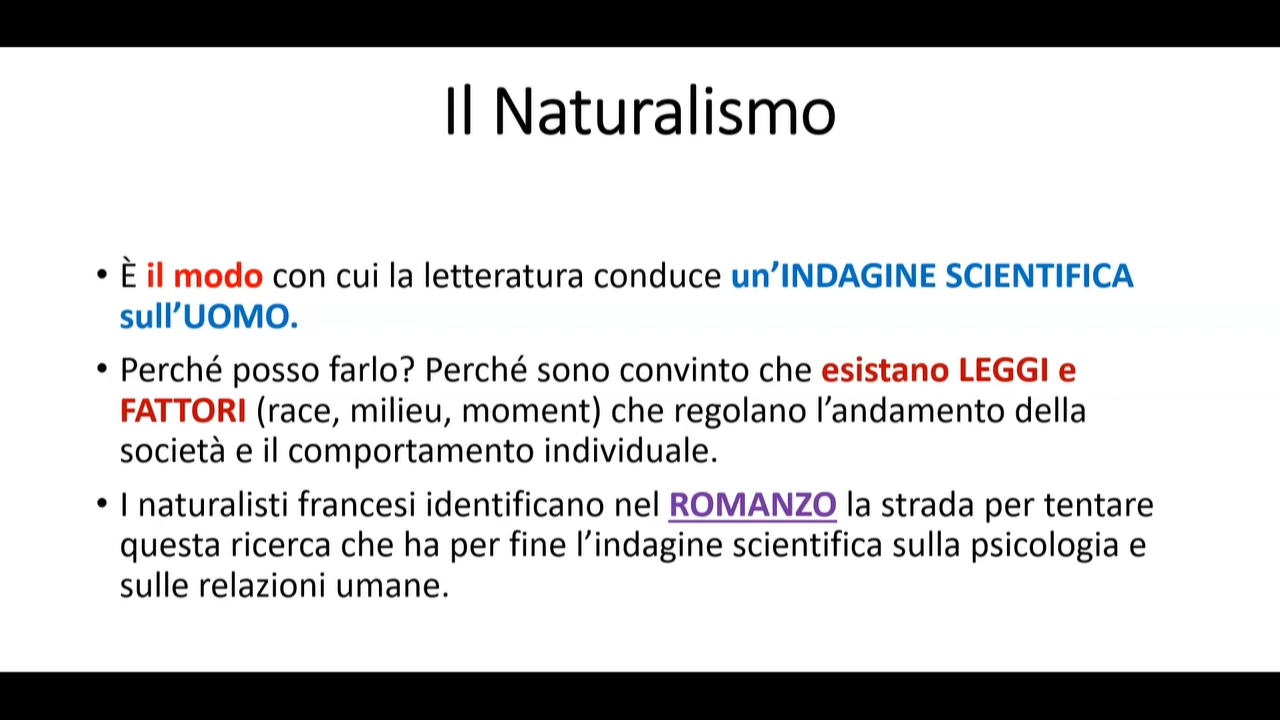 Il Naturalismo
• È il modo con cui la letteratura conduce un’INDAGINE SCIENTIFICA
sull’UOMO.
• Perché posso farlo? Perché sono convinto che esistano LEGGI e
FATTORI (race, milieu, moment) che regolano l’andamento della
società e il comportamento individuale.
• I naturalisti francesi identificano nel ROMANZO la strada per tentare
questa ricerca che ha per fine l’indagine scientifica sulla psicologia e
sulle relazioni umane.